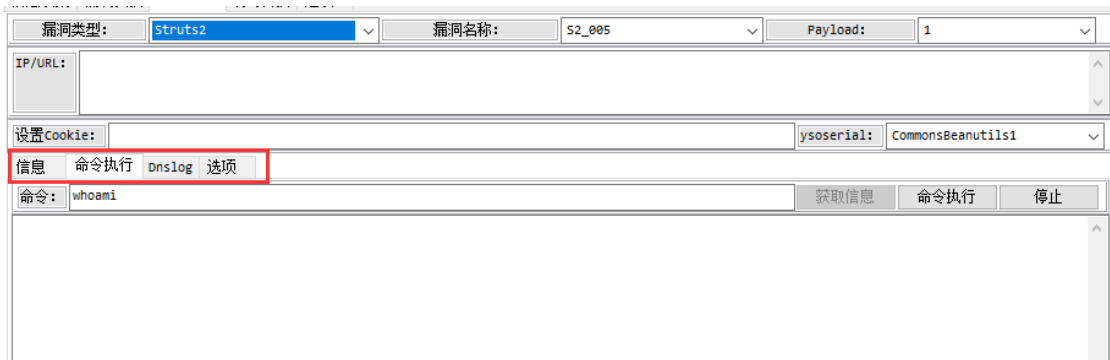 漏洞类型: Struts2 漏洞名称: S2_005 Payload: 1
IP/URL:
设置Cookie: ysoserial: CommonsBeanutils1
信息 命令执行 Dnslog 选项
命令: whoami 获取信息 命令执行 停止